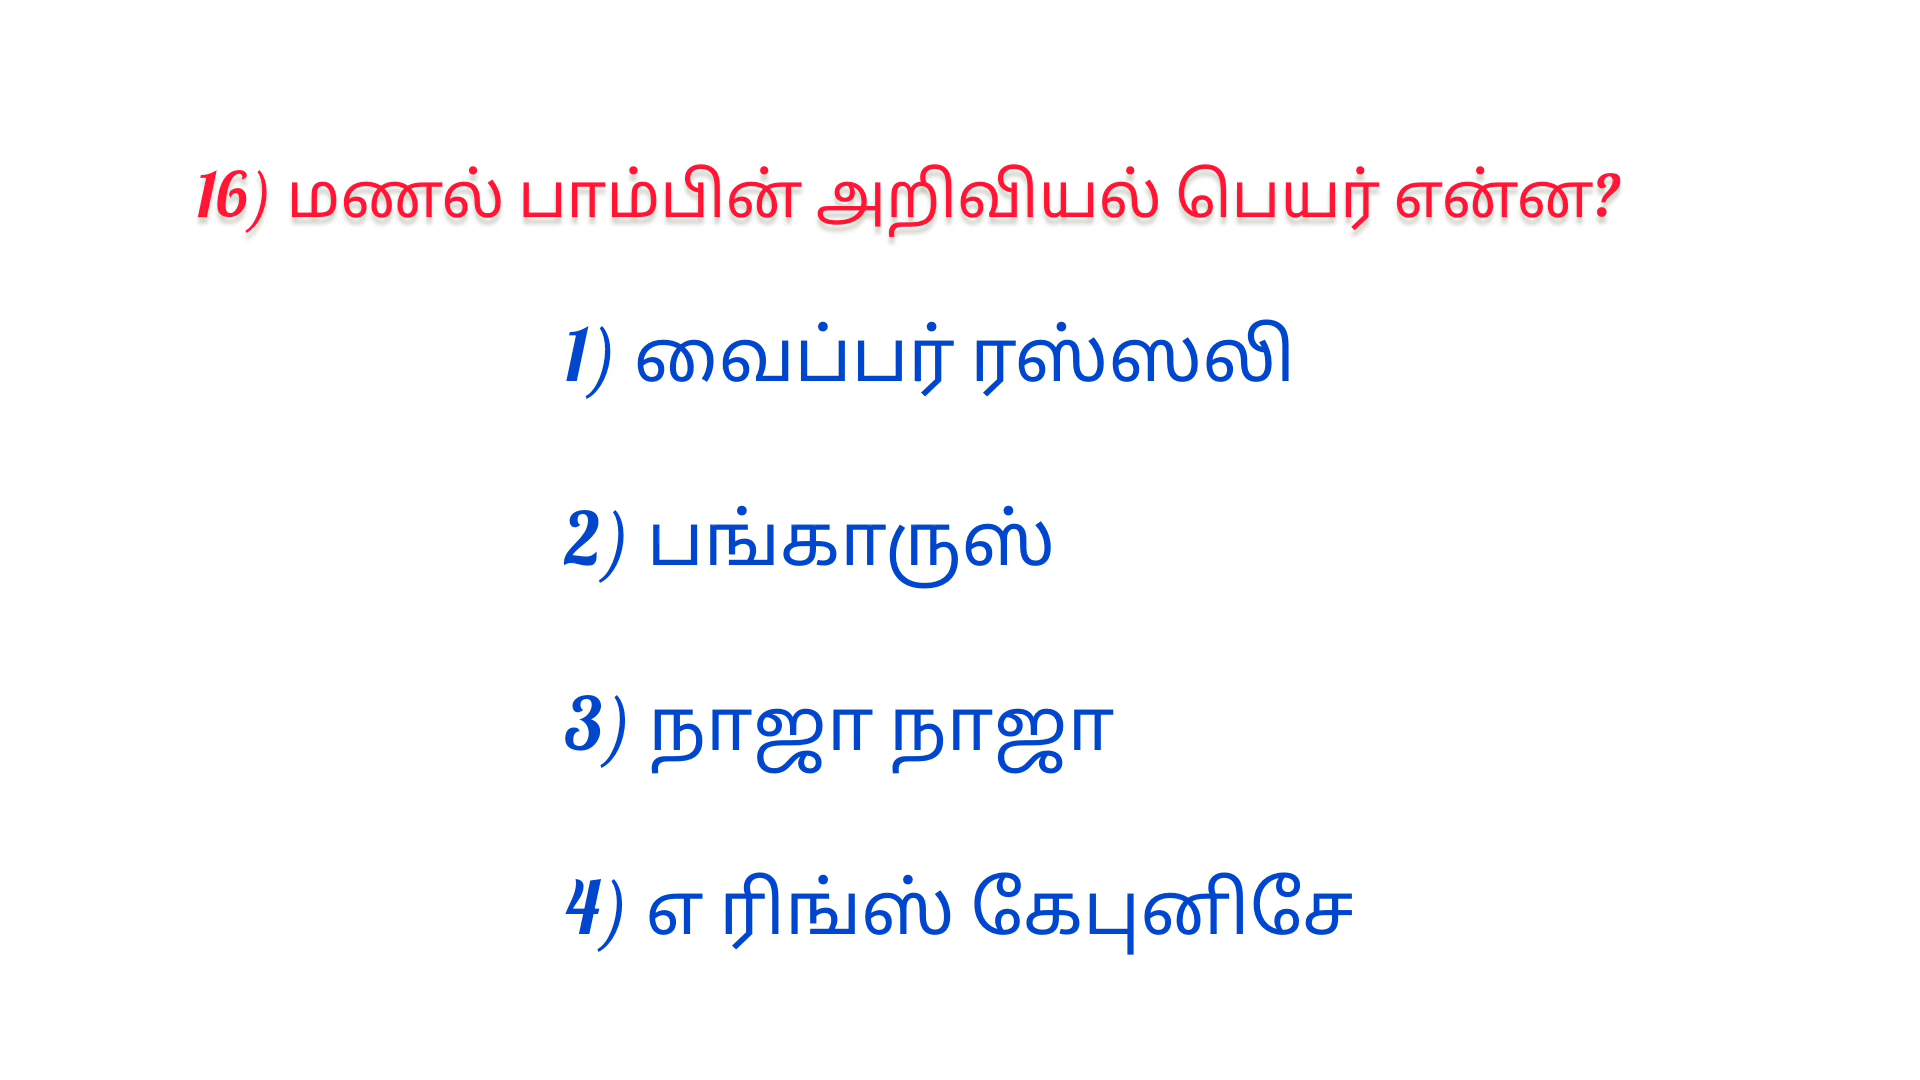 16) மணல் பாம்பின் அறிவியல் பெயர் என்ன?
1) வைப்பர் ரஸ்ஸலி
2) பங்காருஸ்
3) நாஜா நாஜா
4) எ ரிங்ஸ் கேபுனிசே